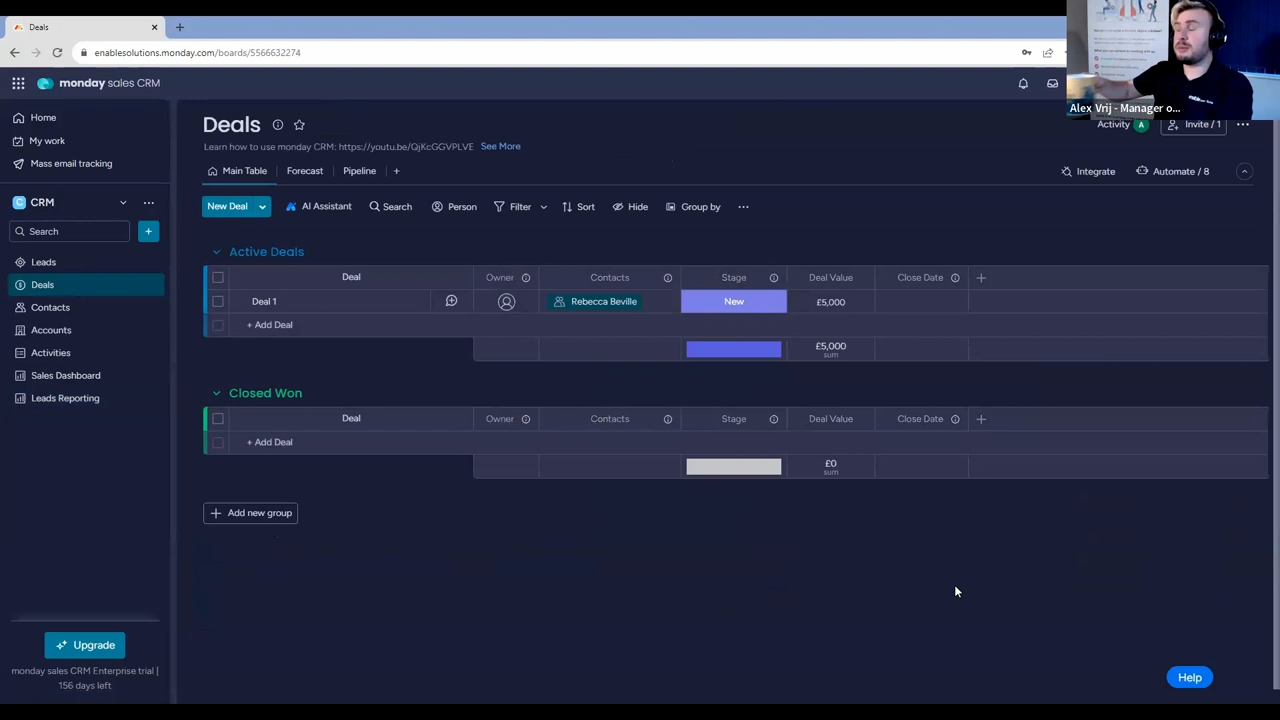 Deals
enablesolutions.monday.com/boards/5566632274
monday sales CRM
Alex Vrij - Manager o...
Home
My work
Mass email tracking
CRM
Search
Leads
Deals
Contacts
Accounts
Activities
Sales Dashboard
Leads Reporting
Upgrade
monday sales CRM Enterprise trial |
156 days left
Deals
Activity A Invite / 1
Learn how to use monday CRM: https://youtu.be/QjKcGGVPLVE See More
Main Table Forecast Pipeline + Integrate Automate / 8
New Deal AI Assistant Search Person Filter Sort Hide Group by
Active Deals
Deal Owner Contacts Stage Deal Value Close Date
Deal 1 Rebecca Beville New £5,000
+ Add Deal
£5,000
sum
Closed Won
Deal Owner Contacts Stage Deal Value Close Date
+ Add Deal
£0
sum
+ Add new group
Help